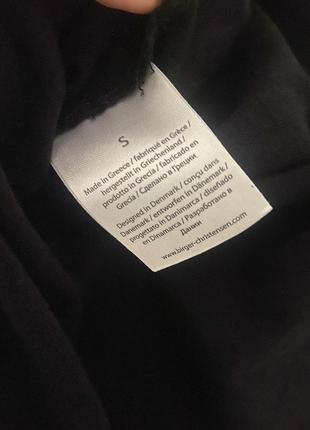 S
Made in Greece / fabriqué en Grèce /
hergestellt in Griechenland /
prodotto in Grecia / fabricado en
Grecia / Сделано в Греции
Designed in Denmark / conçu dans
Danemark / entworfen in Dänemark /
progettato in Danimarca / diseñado
en Dinamarca / Разработано в
Дании
www.birger-christensen.com